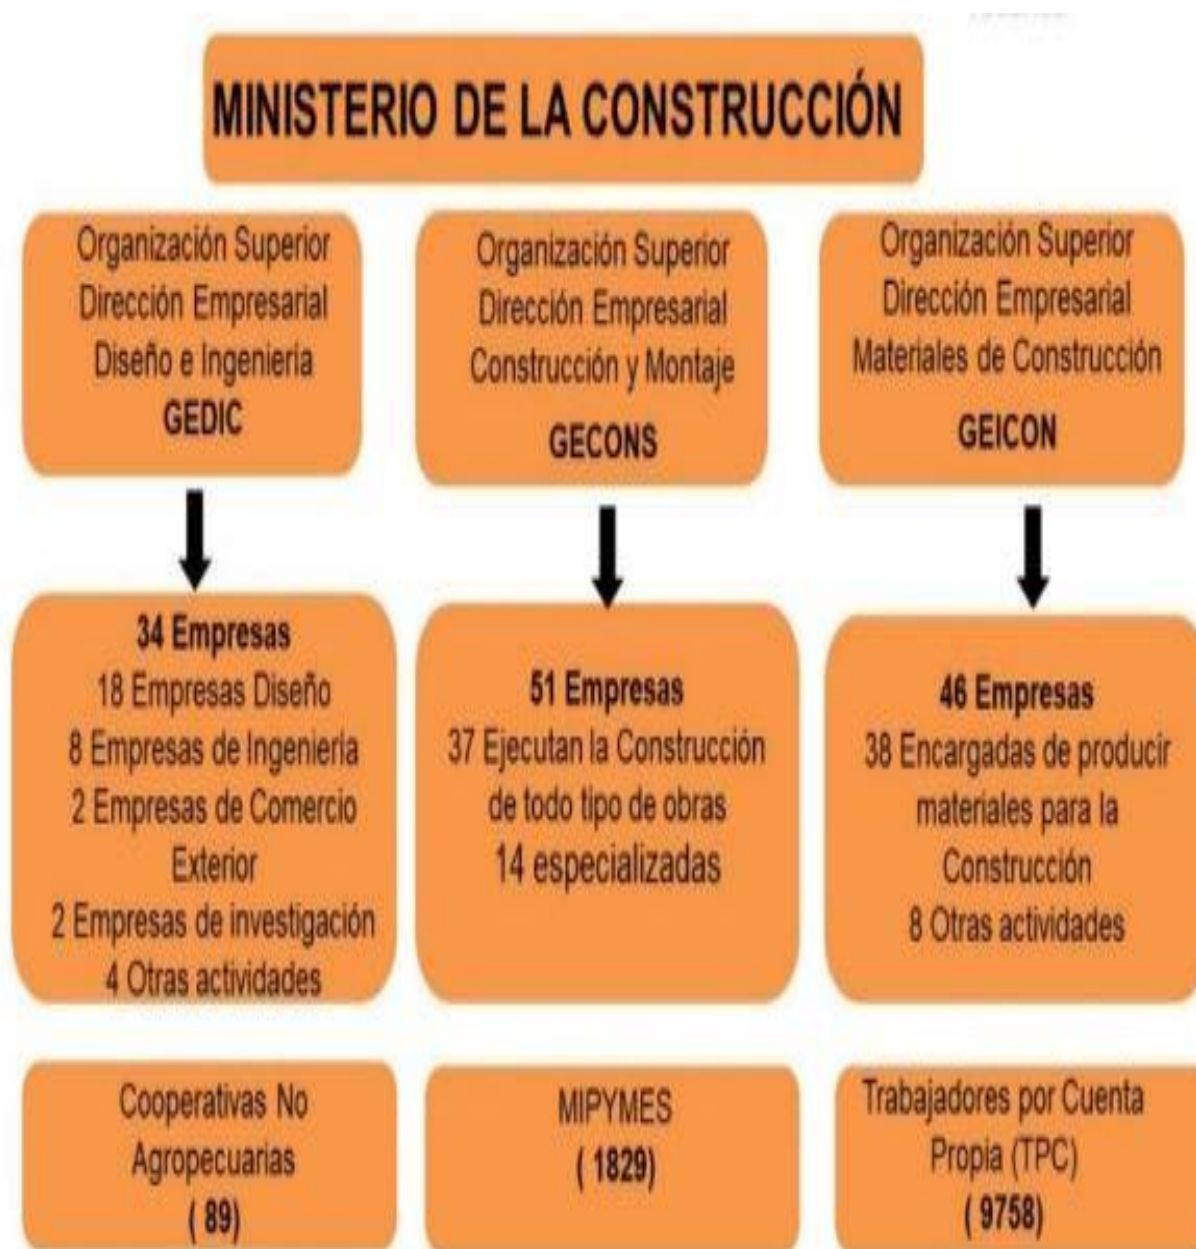 MINISTERIO DE LA CONSTRUCCIÓN
Organización Superior
Dirección Empresarial
Diseño e Ingeniería
GEDIC
Organización Superior
Dirección Empresarial
Construcción y Montaje
GECONS
Organización Superior
Dirección Empresarial
Materiales de Construcción
GEICON
34 Empresas
18 Empresas Diseño
8 Empresas de Ingeniería
2 Empresas de Comercio
Exterior
2 Empresas de investigación
4 Otras actividades
51 Empresas
37 Ejecutan la Construcción
de todo tipo de obras
14 especializadas
46 Empresas
38 Encargadas de producir
materiales para la
Construcción
8 Otras actividades
Cooperativas No
Agropecuarias
( 89)
MIPYMES
( 1829)
Trabajadores por Cuenta
Propia (TPC)
( 9758)